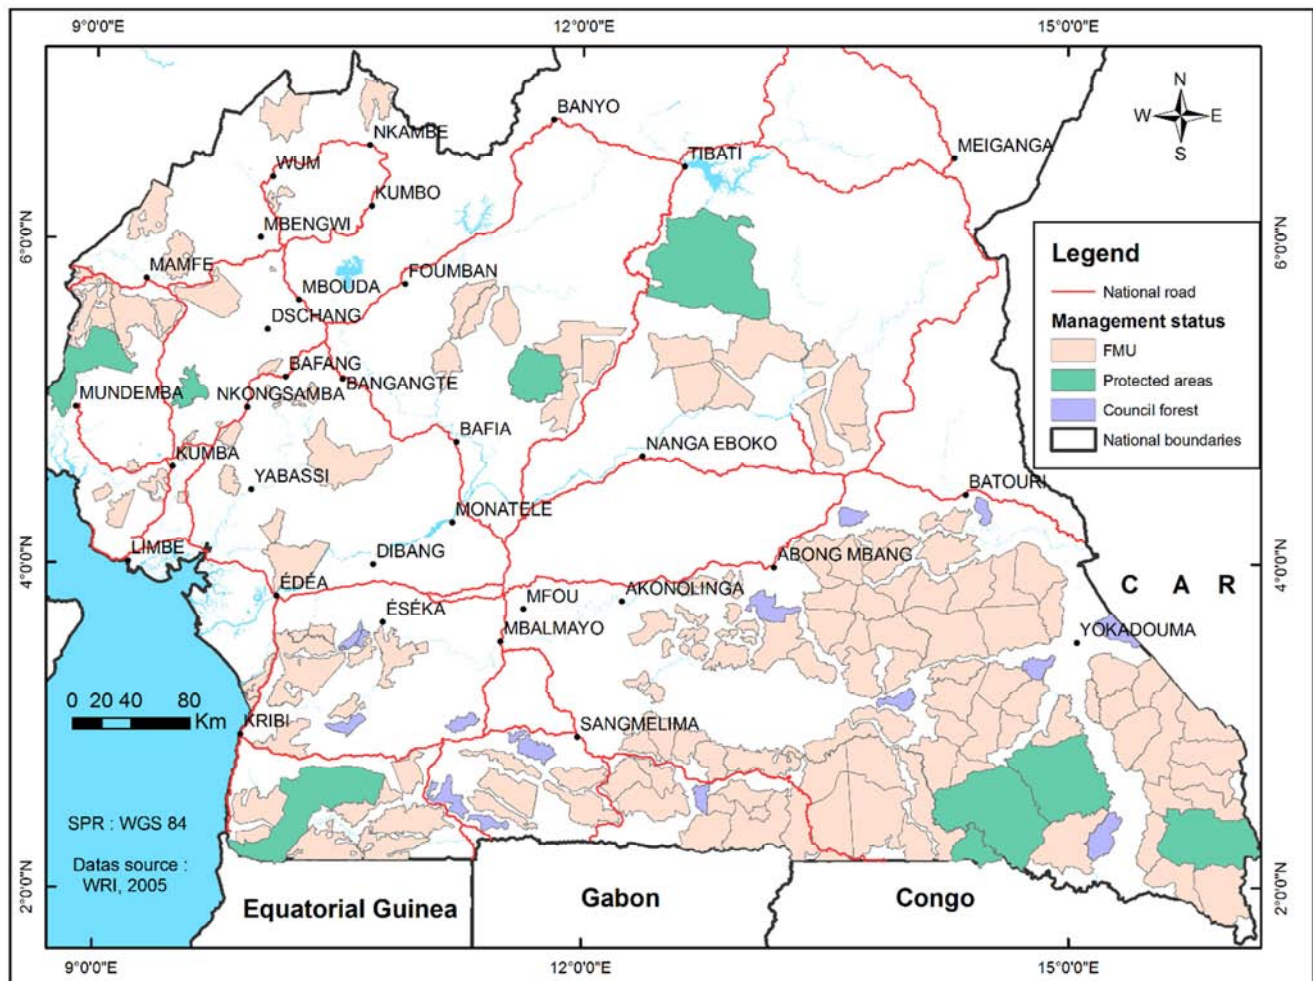 9°0'0"E 12°0'0"E 15°0'0"E
N
W E
S
BANYO
NKAMBE
MEIGANGA
TIBATI
WUM
KUMBO
MBENGWI
6°0'0"N
6°0'0"N
Legend
MAMFE
FOUMBAN
National road
MBOUDA
Management status
DSCHANG
FMU
BAFANG
Protected areas
BANGANGTE
MUNDEMBA
NKONGSAMBA
Council forest
BAFIA
National boundaries
NANGA EBOKO
KUMBA
YABASSI
BATOURI
MONATELE
LIMBE
DIBANG
ABONG MBANG
4°0'0"N
4°0'0"N
ÉDÉA
AKONOLINGA
C A R
MFOU
ÉSÉKA
MBALMAYO
YOKADOUMA
0 20 40 80
Km
KRIBI
SANGMELIMA
SPR : WGS 84
Datas source :
WRI, 2005
2°0'0"N
2°0'0"N
Equatorial Guinea
Gabon
Congo
9°0'0"E 12°0'0"E 15°0'0"E